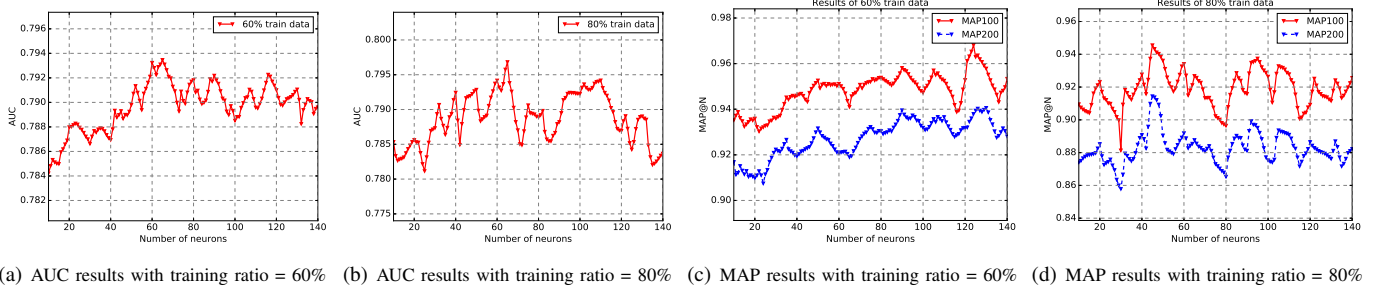 60% train data
0.796
0.794
0.792
0.790
0.788
0.786
0.784
0.782
AUC
20 40 60 80 100 120 140
Number of neurons
80% train data
0.800
0.795
0.790
0.785
0.780
0.775
AUC
20 40 60 80 100 120 140
Number of neurons
Results of 60% train data
MAP100
MAP200
0.98
0.96
0.94
0.92
0.90
MAP@N
20 40 60 80 100 120 140
Number of neurons
Results of 80% train data
MAP100
MAP200
0.96
0.94
0.92
0.90
0.88
0.86
0.84
MAP@N
20 40 60 80 100 120 140
Number of neurons
(a) AUC results with training ratio = 60%
(b) AUC results with training ratio = 80%
(c) MAP results with training ratio = 60%
(d) MAP results with training ratio = 80%